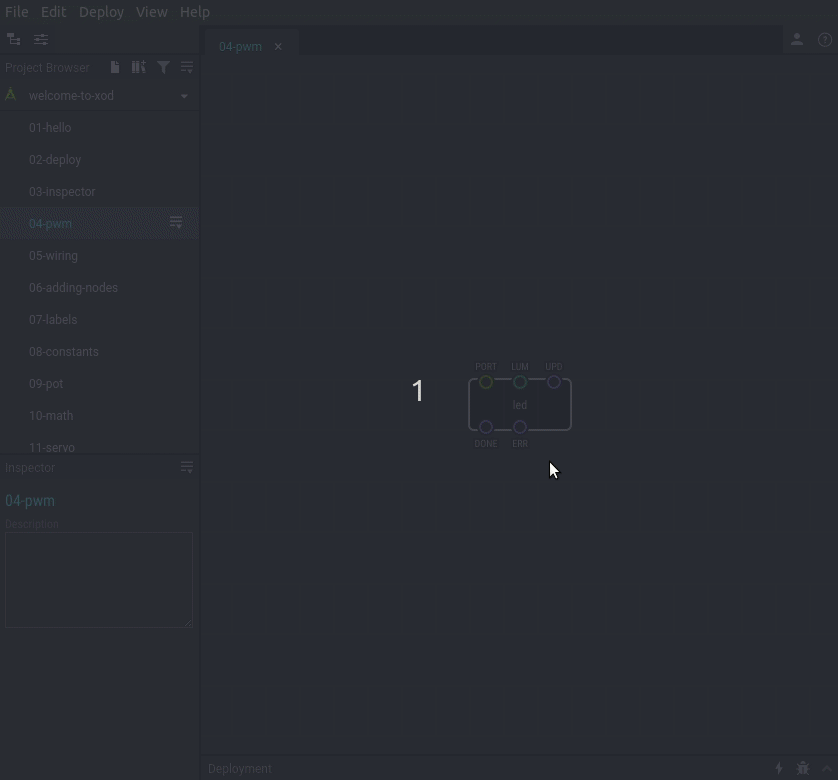 File Edit Deploy View Help
04-pwm
Project Browser
welcome-to-xod
01-hello
02-deploy
03-inspector
04-pwm
05-wiring
06-adding-nodes
07-labels
08-constants
09-pot
10-math
11-servo
Inspector
04-pwm
Description
PORT LUM UPD
led
DONE ERR
1
Deployment